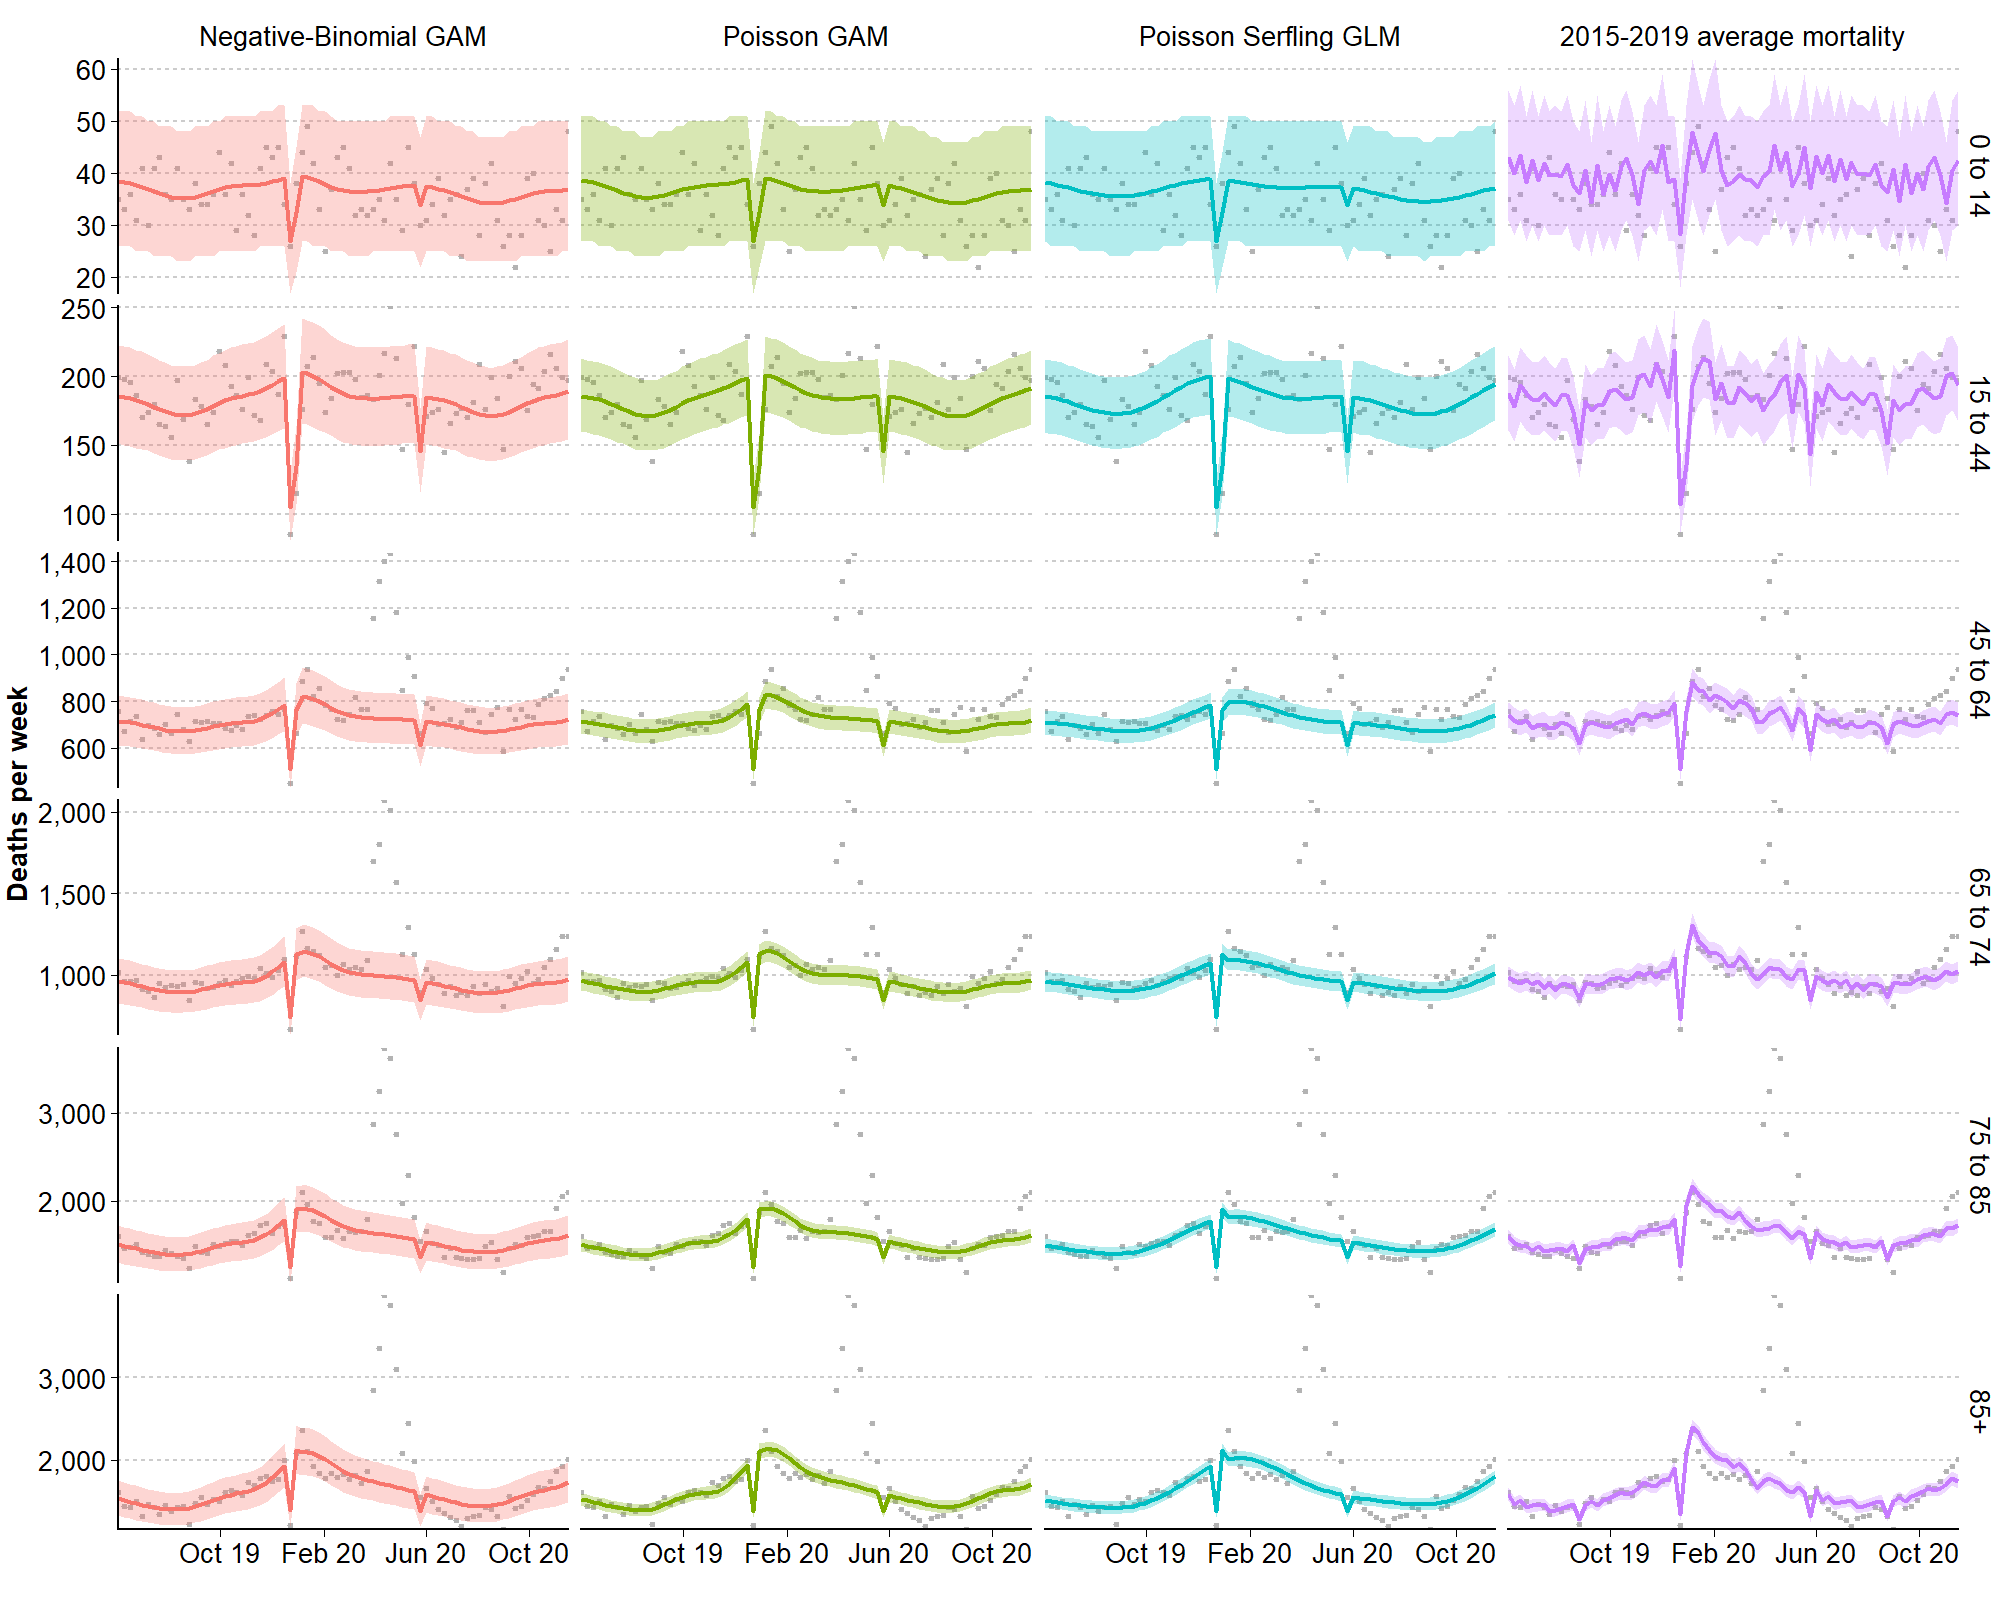 Negative-Binomial GAM
Poisson GAM
Poisson Serfling GLM
2015-2019 average mortality
60
50
40
30
20
0 to 14
250
200
150
100
15 to 44
1,400
1,200
1,000
800
600
45 to 64
Deaths per week
2,000
1,500
1,000
65 to 74
3,000
2,000
75 to 85
3,000
2,000
85+
Oct 19 Feb 20 Jun 20 Oct 20
Oct 19 Feb 20 Jun 20 Oct 20
Oct 19 Feb 20 Jun 20 Oct 20
Oct 19 Feb 20 Jun 20 Oct 20